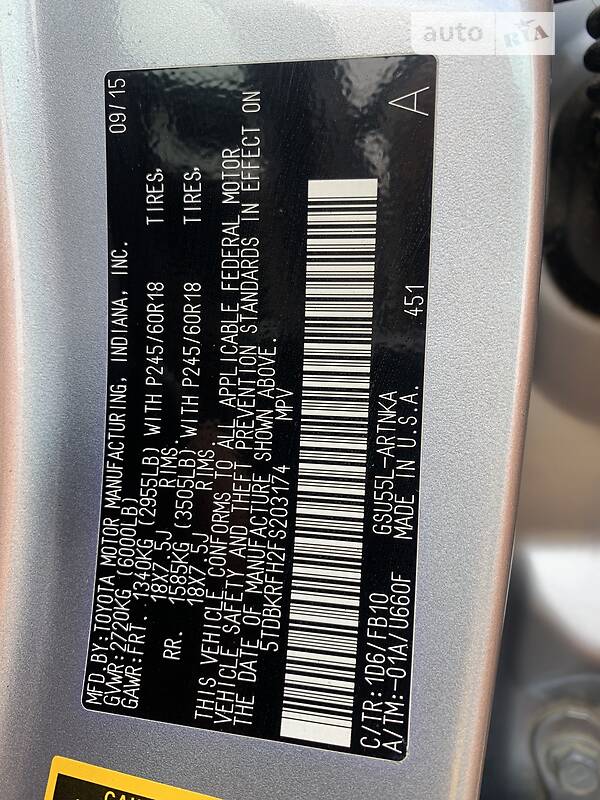 auto RIA
MFD.BY:TOYOTA MOTOR MANUFACTURING, INDIANA, INC. 09/15
GVWR:2720KG (6000LB)
GAWR:FRT. 1340KG (2955LB) WITH P245/60R18 TIRES,
18X7.5J RIMS.
RR. 1585KG (3505LB) WITH P245/60R18 TIRES,
18X7.5J RIMS.
THIS VEHICLE CONFORMS TO ALL APPLICABLE FEDERAL MOTOR
VEHICLE SAFETY AND THEFT PREVENTION STANDARDS IN EFFECT ON
THE DATE OF MANUFACTURE SHOWN ABOVE.
5TDBKRFH2FS203174 MPV
A
C/TR:1D6/FB10 GSU55L-ARTNKA 451
A/TM:-01A/U660F MADE IN U.S.A.